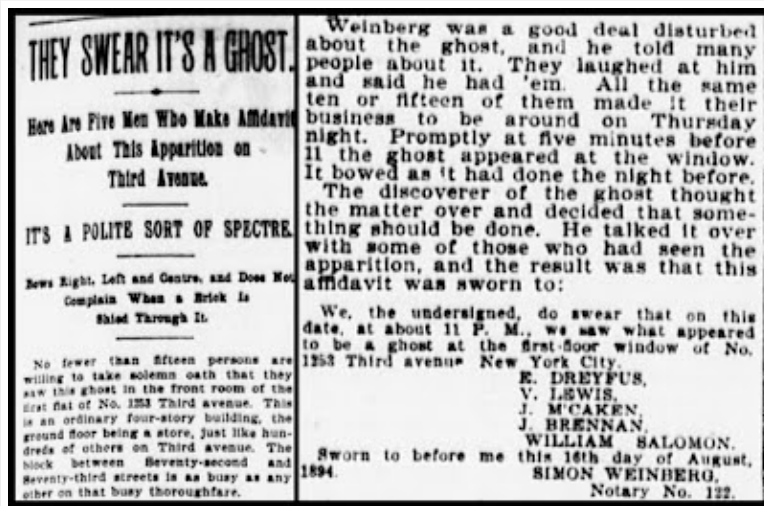 THEY SWEAR IT'S A GHOST.
Here Are Five Men Who Make Affidavit
About This Apparition on
Third Avenue.
IT'S A POLITE SORT OF SPECTRE.
Bows Right, Left and Centre, and Does Not
Complain When a Brick Is
Shied Through It.
No fewer than fifteen persons are
willing to take solemn oath that they
saw this ghost in the front room of the
first flat of No. 1253 Third avenue. This
is an ordinary four-story building, the
ground floor being a store, just like hun-
dreds of others on Third avenue. The
block between Seventy-second and
Seventy-third streets is as busy as any
other on that busy thoroughfare.
Weinberg was a good deal disturbed
about the ghost, and he told many
people about it. They laughed at him
and said he had 'em. All the same
ten or fifteen of them made it their
business to be around on Thursday
night. Promptly at five minutes before
11 the ghost appeared at the window.
It bowed as it had done the night before.
The discoverer of the ghost thought
the matter over and decided that some-
thing should be done. He talked it over
with some of those who had seen the
apparition, and the result was that this
affidavit was sworn to:
We, the undersigned, do swear that on this
date, at about 11 P. M., we saw what appeared
to be a ghost at the first-floor window of No.
1253 Third avenue New York City.
E. DREYFUS,
V. LEWIS,
J. M'CAKEN,
J. BRENNAN,
WILLIAM SALOMON.
Sworn to before me this 16th day of August,
1894. SIMON WEINBERG,
Notary No. 122.